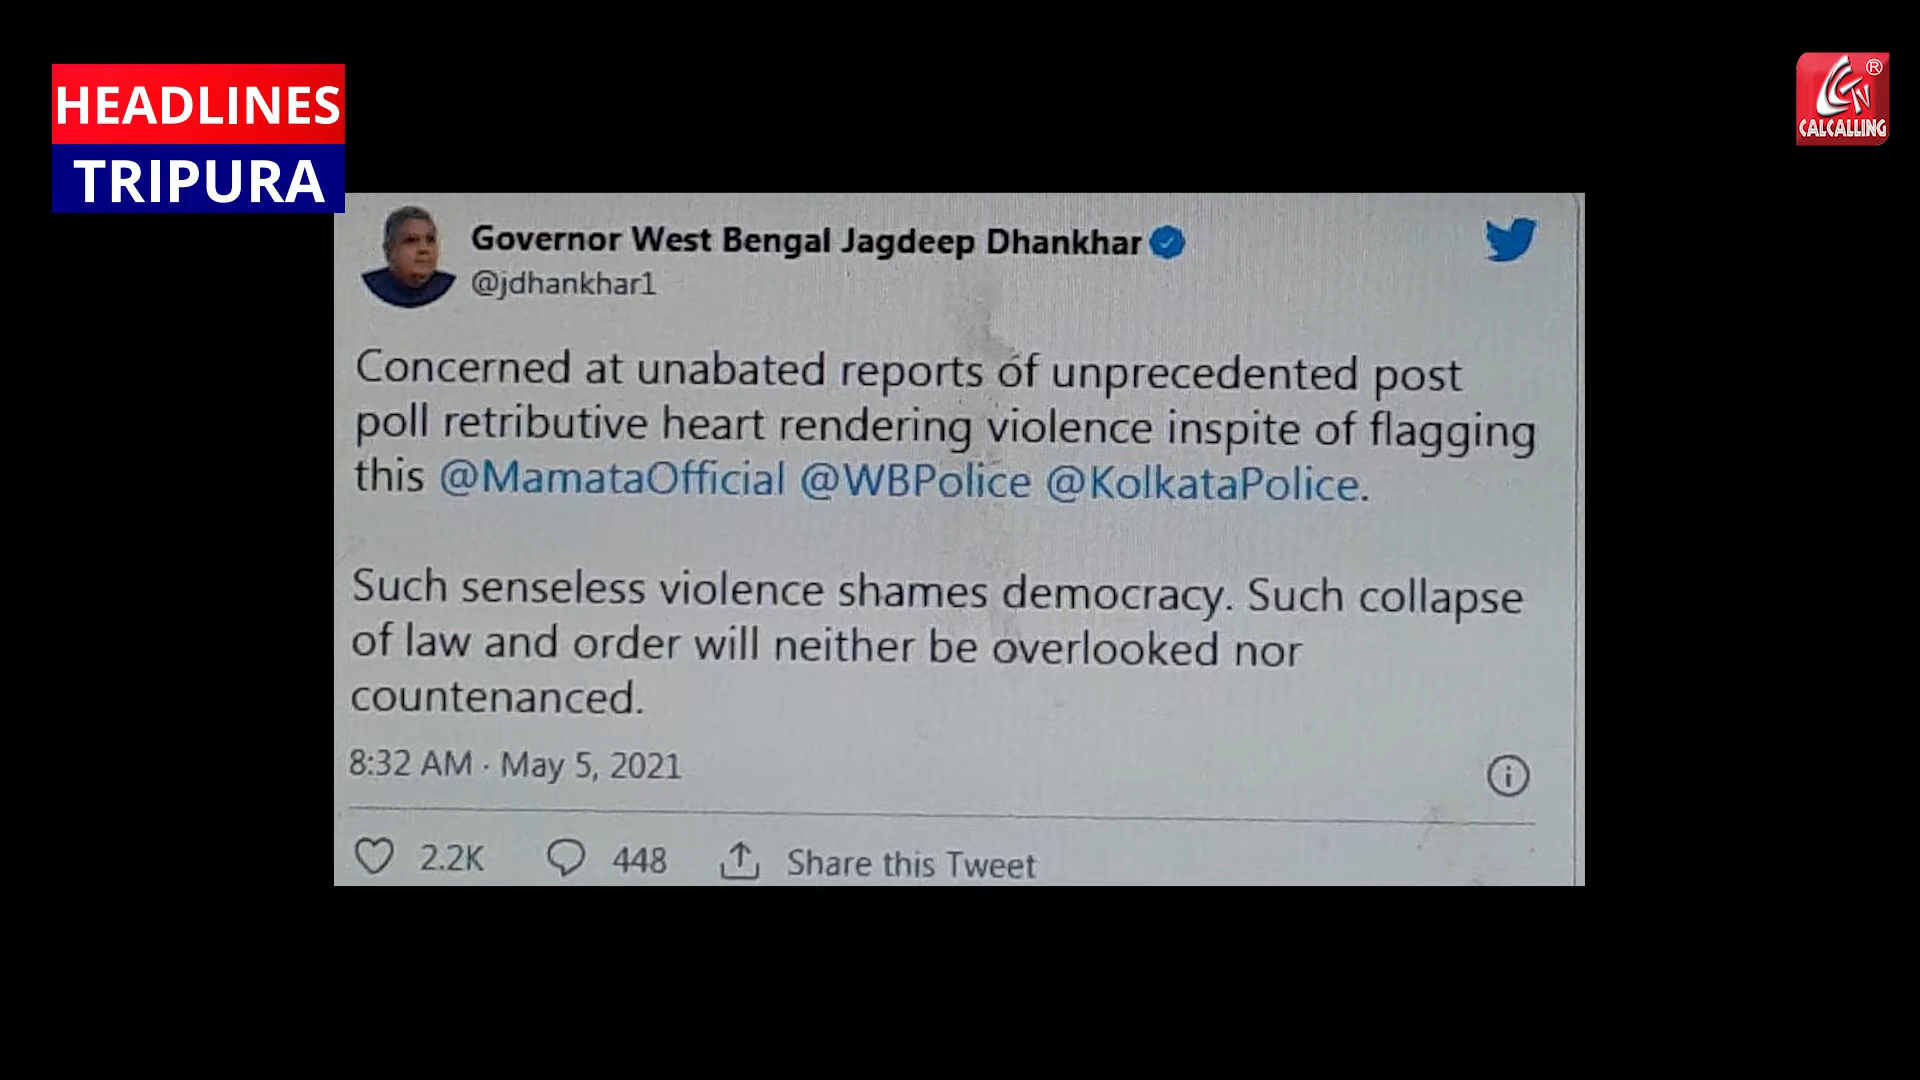 HEADLINES
TRIPURA
CALCALLING
Governor West Bengal Jagdeep Dhankhar
@jdhankhar1
Concerned at unabated reports of unprecedented post
poll retributive heart rendering violence inspite of flagging
this @MamataOfficial @WBPolice @KolkataPolice.
Such senseless violence shames democracy. Such collapse
of law and order will neither be overlooked nor
countenanced.
8:32 AM · May 5, 2021
2.2K 448 Share this Tweet